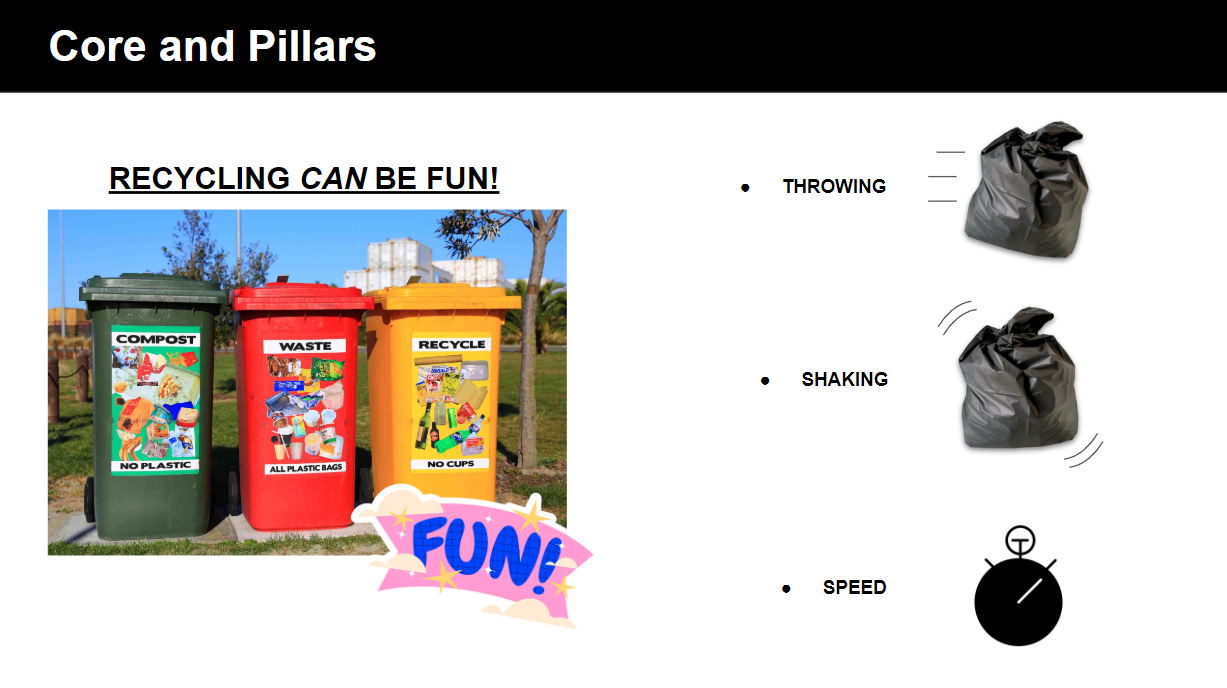 Core and Pillars
RECYCLING CAN BE FUN!
COMPOST
NO PLASTIC
WASTE
ALL PLASTIC BAGS
RECYCLE
NO CUPS
FUN!
● THROWING
● SHAKING
● SPEED